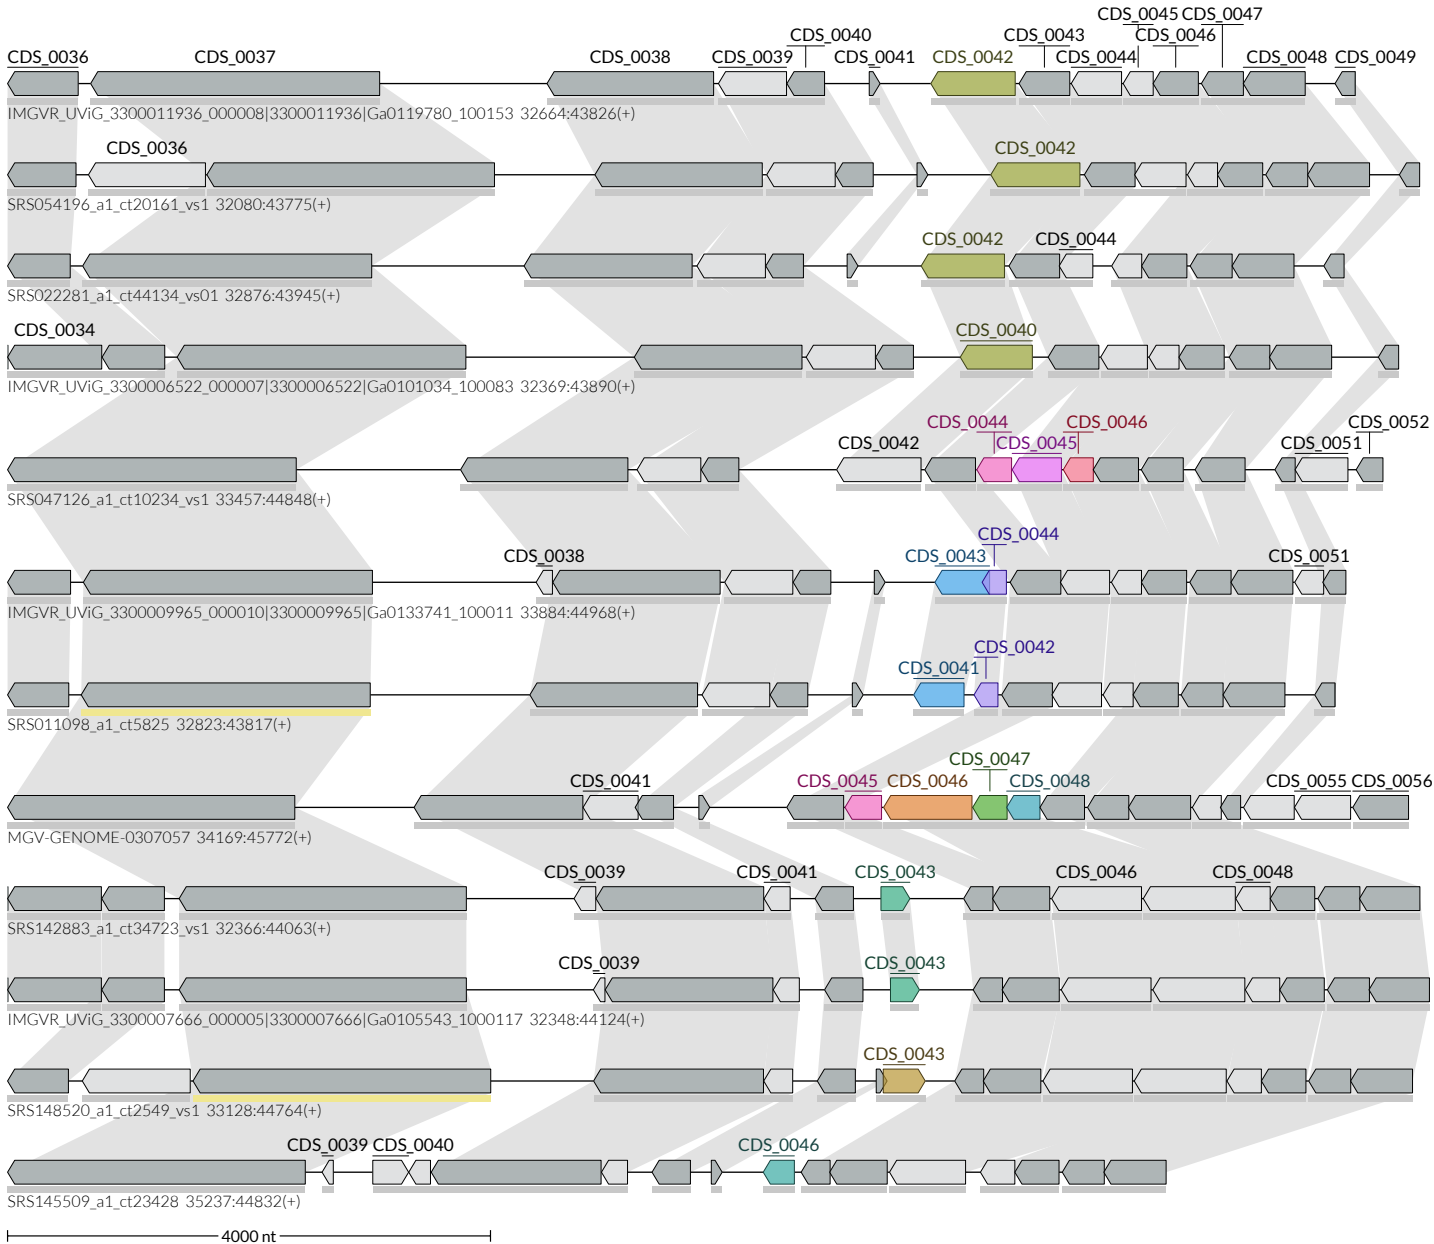 CDS_0045 CDS_0047
CDS_0040 CDS_0043 CDS_0046
CDS_0036 CDS_0037 CDS_0038 CDS_0039 CDS_0041 CDS_0042 CDS_0044 CDS_0048 CDS_0049
IMGVR_UViG_3300011936_000008|3300011936|Ga0119780_100153 32664:43826(+)
CDS_0036 CDS_0042
SRS054196_a1_ct20161_vs1 32080:43775(+)
CDS_0042 CDS_0044
SRS022281_a1_ct44134_vs01 32876:43945(+)
CDS_0034 CDS_0040
IMGVR_UViG_3300006522_000007|3300006522|Ga0101034_100083 32369:43890(+)
CDS_0044 CDS_0046 CDS_0052
CDS_0042 CDS_0045 CDS_0051
SRS047126_a1_ct10234_vs1 33457:44848(+)
CDS_0044
CDS_0038 CDS_0043 CDS_0051
IMGVR_UViG_3300009965_000010|3300009965|Ga0133741_100011 33884:44968(+)
CDS_0042
CDS_0041
SRS011098_a1_ct5825 32823:43817(+)
CDS_0047
CDS_0041 CDS_0045 CDS_0046 CDS_0048 CDS_0055 CDS_0056
MGV-GENOME-0307057 34169:45772(+)
CDS_0039 CDS_0041 CDS_0043 CDS_0046 CDS_0048
SRS142883_a1_ct34723_vs1 32366:44063(+)
CDS_0039 CDS_0043
IMGVR_UViG_3300007666_000005|3300007666|Ga0105543_1000117 32348:44124(+)
CDS_0043
SRS148520_a1_ct2549_vs1 33128:44764(+)
CDS_0039 CDS_0040 CDS_0046
SRS145509_a1_ct23428 35237:44832(+)
4000 nt